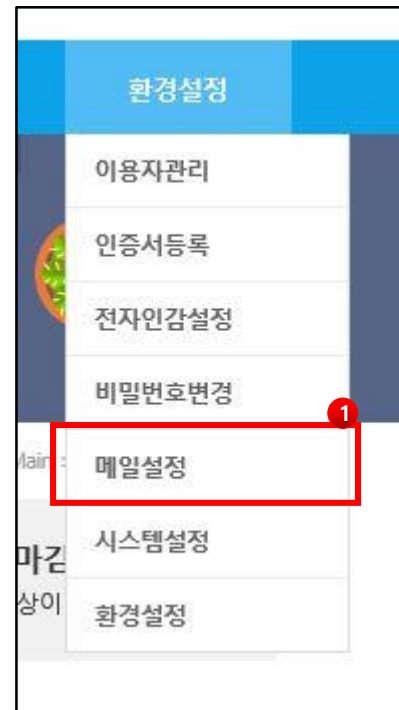 환경설정
이용자관리
인증서등록
전자인감설정
비밀번호변경
1
Main >
메일설정
시스템설정
마감
상이
환경설정